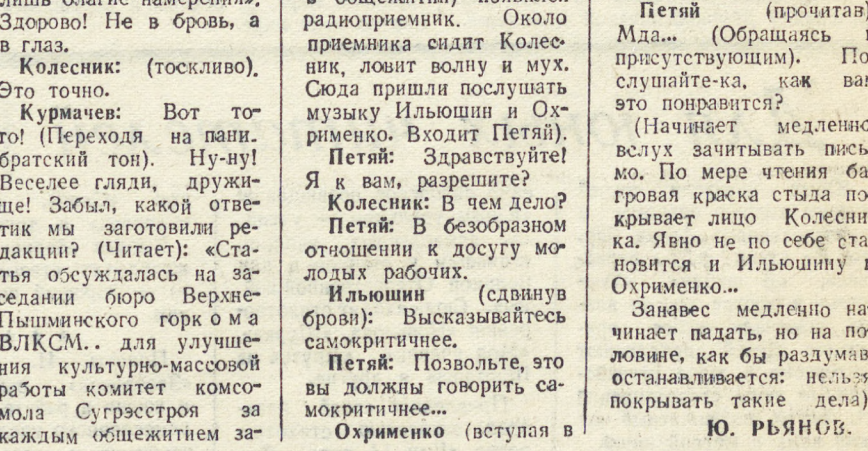 Здорово! Не в бровь, а
в глаз.
Колесник: (тоскливо).
Это точно.
Курмачев: Вот то-
го! (Переходя на пани-
братский тон). Ну-ну!
Веселее гляди, дружи-
ще! Забыл, какой отве-
тик мы заготовили ре-
дакции? (Читает): «Ста-
тья обсуждалась на за-
седании бюро Верхне-
Пышминского горкома
ВЛКСМ.. для улучше-
ния культурно-массовой
работы комитет комсо-
мола Сугрэсстроя за
каждым общежитием за-
радиоприемник. Около
приемника сидит Колес-
ник, ловит волну и мух.
Сюда пришли послушать
музыку Ильюшин и Ох-
рименко. Входит Петяй).
Петяй: Здравствуйте!
Я к вам, разрешите?
Колесник: В чем дело?
Петяй: В безобразном
отношении к досугу мо-
лодых рабочих.
Ильюшин (сдвинув
брови): Высказывайтесь
самокритичнее.
Петяй: Позвольте, это
вы должны говорить са-
мокритичнее...
Охрименко (вступая в
Петяй (прочитав)
Мда... (Обращаясь к
присутствующим). По
слушайте-ка, как ва
это понравится?
(Начинает медленно
вслух зачитывать пись
мо. По мере чтения ба
гровая краска стыда по
крывает лицо Колесни
ка. Явно не по себе ста
новится и Ильюшину и
Охрименко...
Занавес медленно на
чинает падать, но на по
ловине, как бы раздумав
останавливается: нельзя
покрывать такие дела)
Ю. РЬЯНОВ.